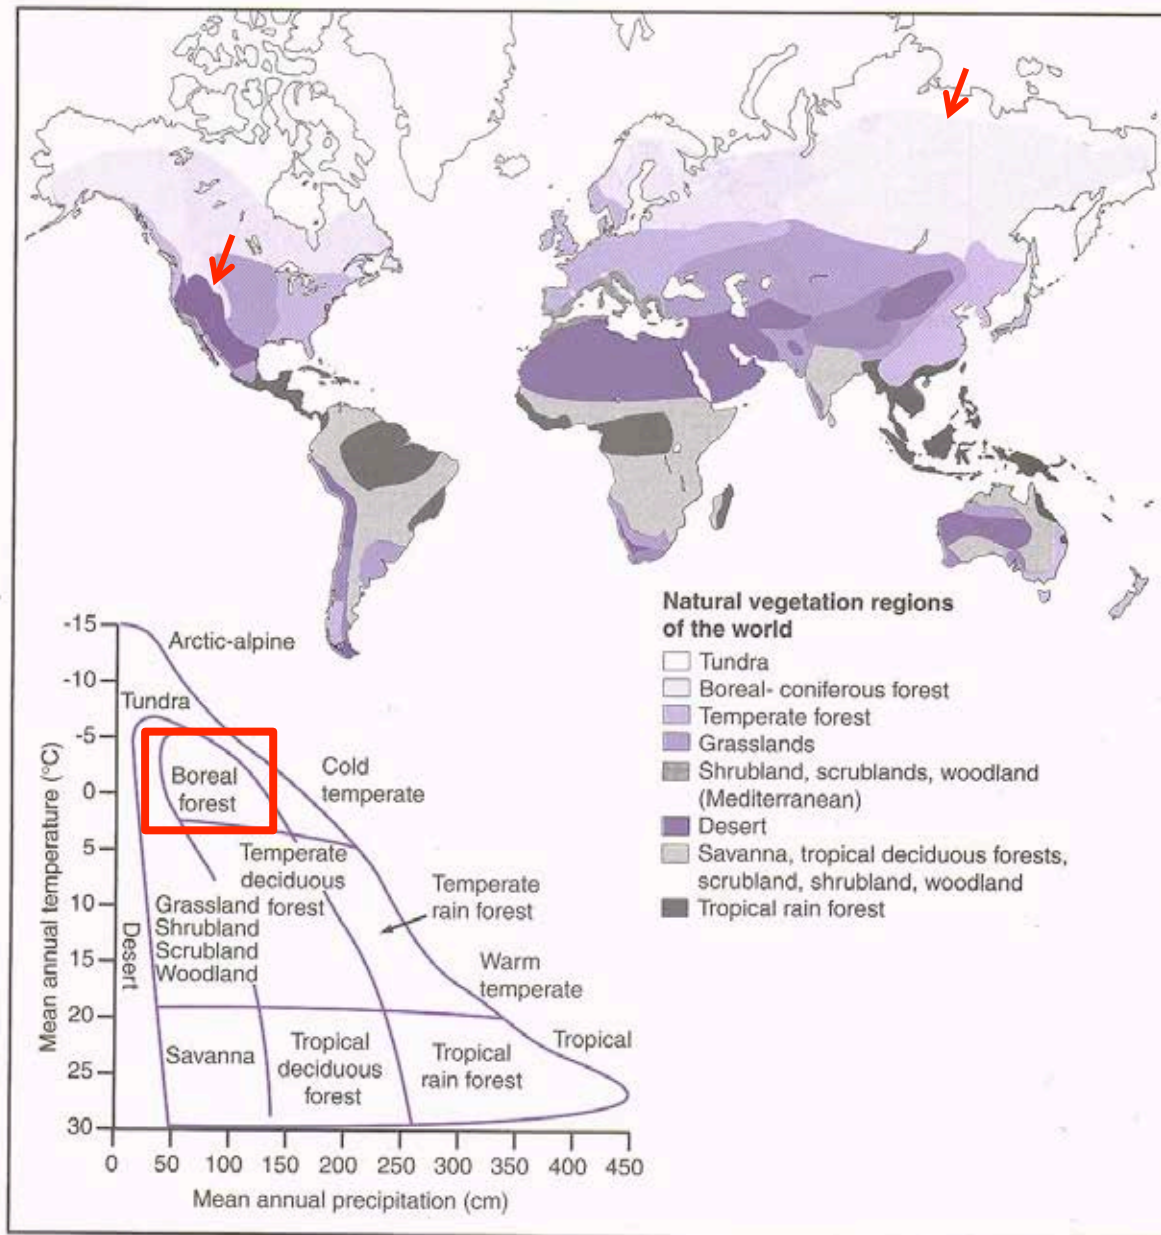 Natural vegetation regions
of the world
Tundra
Boreal- coniferous forest
Temperate forest
Grasslands
Shrubland, scrublands, woodland
(Mediterranean)
Desert
Savanna, tropical deciduous forests,
scrubland, shrubland, woodland
Tropical rain forest
Mean annual temperature (°C)
-15
-10
-5
0
5
10
15
20
25
30
Arctic-alpine
Tundra
Boreal
forest
Cold
temperate
Temperate
deciduous
forest
Temperate
rain forest
Grassland
Shrubland
Scrubland
Woodland
Desert
Warm
temperate
Savanna
Tropical
deciduous
forest
Tropical
rain forest
Tropical
0 50 100 150 200 250 300 350 400 450
Mean annual precipitation (cm)